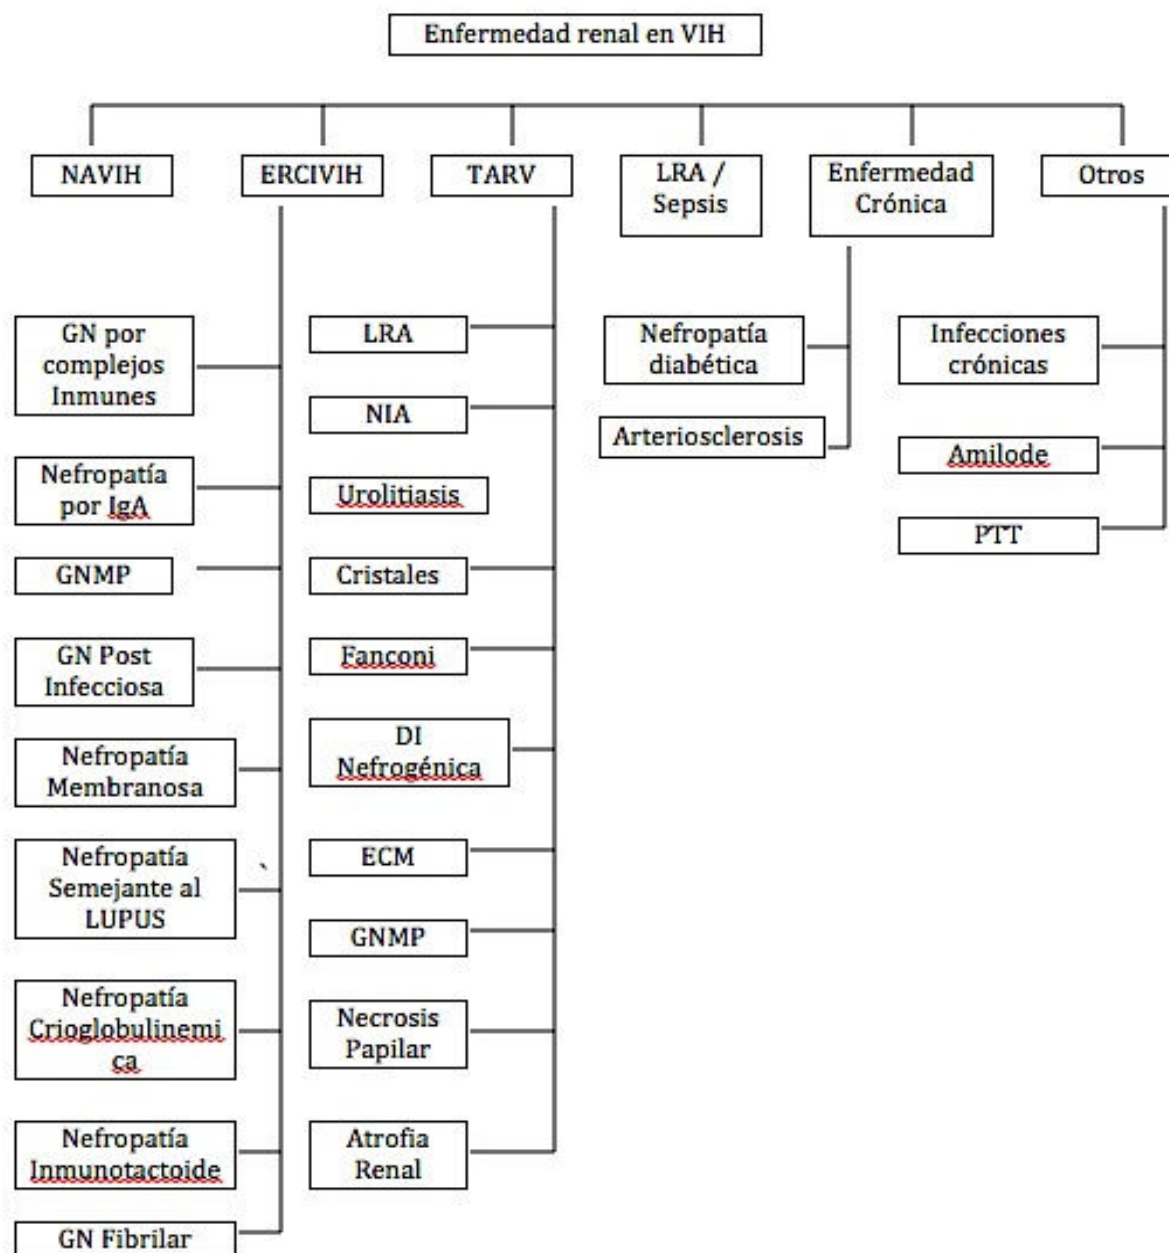 Enfermedad renal en VIH
NAVIH
ERCIVIH
TARV
LRA /
Sepsis
Enfermedad
Crónica
Otros
GN por
complejos
Inmunes
Nefropatía
por IgA
GNMP
GN Post
Infecciosa
Nefropatía
Membranosa
Nefropatía
Semejante al
LUPUS
Nefropatía
Crioglobulinemi
ca
Nefropatía
Inmunotactoide
GN Fibrilar
LRA
NIA
Urolitiasis
Cristales
Fanconi
DI
Nefrogénica
ECM
GNMP
Necrosis
Papilar
Atrofia
Renal
Nefropatía
diabética
Arteriosclerosis
Infecciones
crónicas
Amilode
PTT